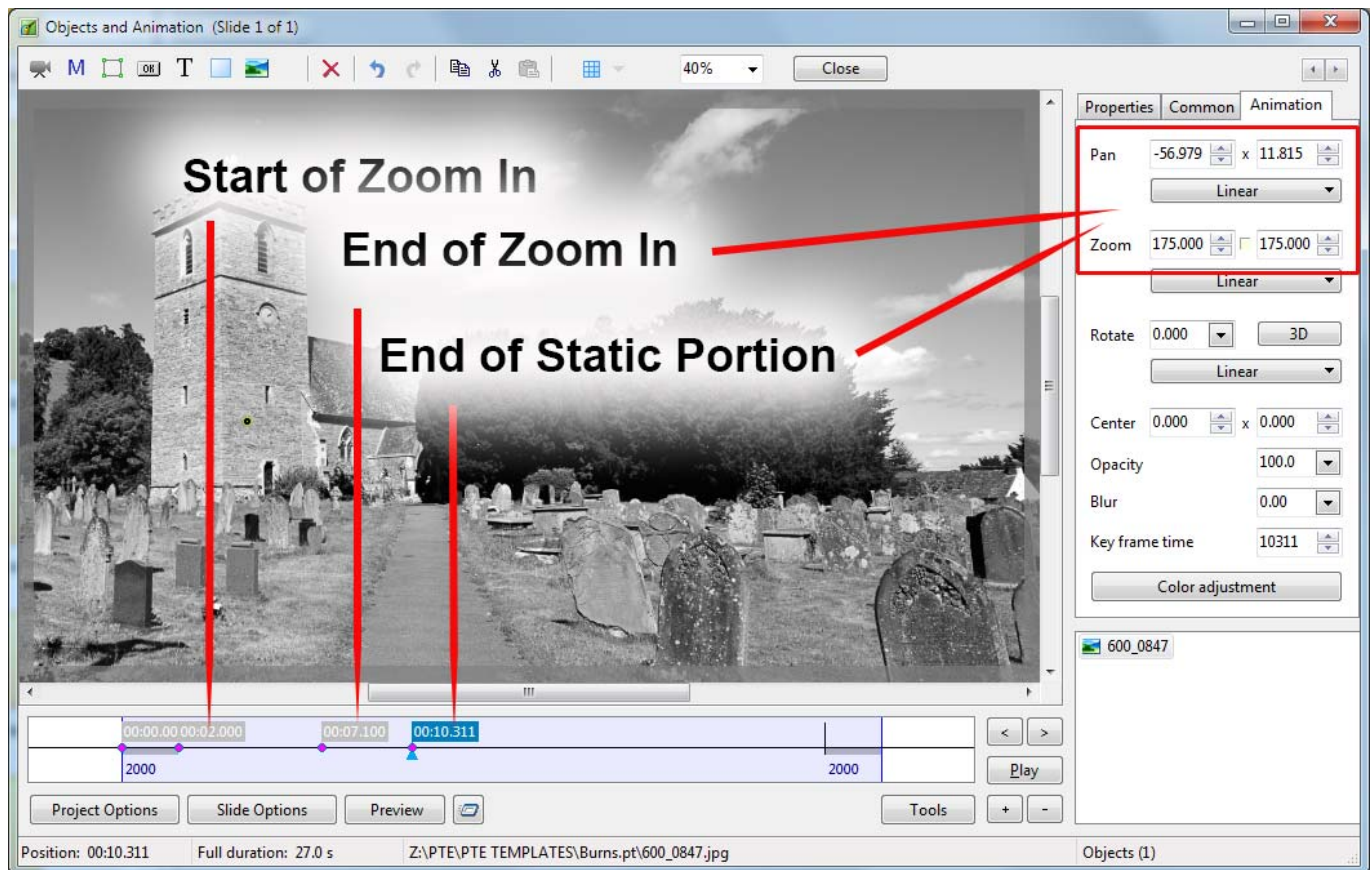 Objects and Animation (Slide 1 of 1)
M OK T 40% Close
Properties Common Animation
Pan -56.979 x 11.815
Linear
Zoom 175.000 175.000
Linear
Rotate 0.000 3D
Linear
Center 0.000 x 0.000
Opacity 100.0
Blur 0.00
Key frame time 10311
Color adjustment
600_0847
Start of Zoom In
End of Zoom In
End of Static Portion
00:00.00 00:02.000 00:07.100 00:10.311
2000 2000
< >
Play
Project Options Slide Options Preview Tools + -
Position: 00:10.311 Full duration: 27.0 s Z:\PTE\PTE TEMPLATES\Burns.pt\600_0847.jpg Objects (1)